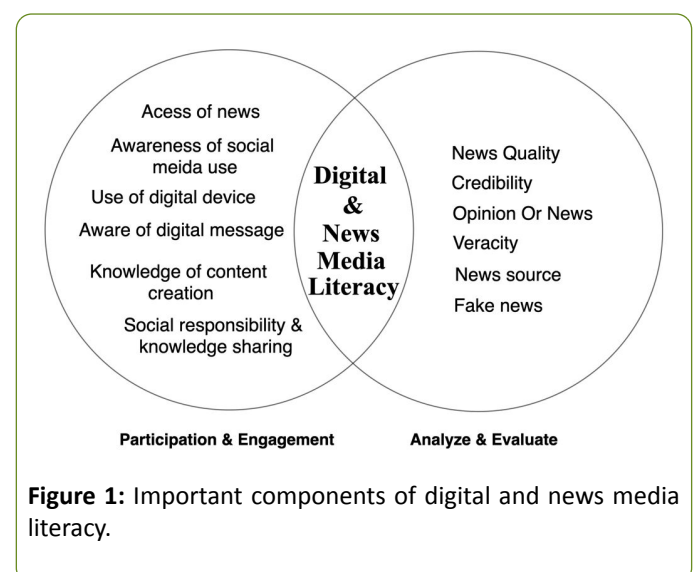 Acess of news
Awareness of social
meida use
Use of digital device
Aware of digital message
Knowledge of content
creation
Social responsibility &
knowledge sharing
Digital
&
News
Media
Literacy
News Quality
Credibility
Opinion Or News
Veracity
News source
Fake news
Participation & Engagement
Analyze & Evaluate
Figure 1: Important components of digital and news media
literacy.